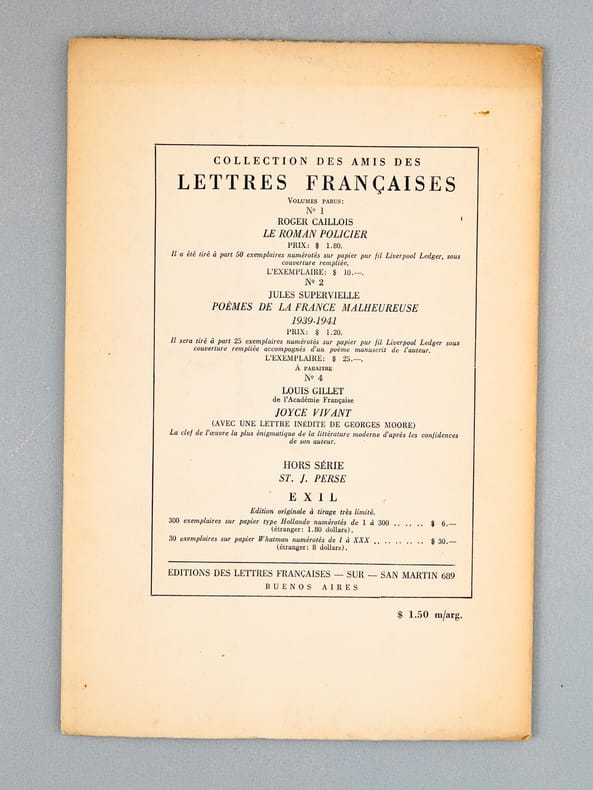 COLLECTION DES AMIS DES
LETTRES FRANÇAISES
VOLUMES PARUS:
Nº 1
ROGER CAILLOIS
LE ROMAN POLICIER
PRIX: $ 1.80.
Il a été tiré à part 50 exemplaires numérotés sur papier pur fil Liverpool Ledger, sous
couverture rempliée.
L'EXEMPLAIRE: $ 10.—.
Nº 2
JULES SUPERVIELLE
POÈMES DE LA FRANCE MALHEUREUSE
1939-1941
PRIX: $ 1.20.
Il sera tiré à part 25 exemplaires numérotés sur papier pur fil Liverpool Ledger sous
couverture rempliée accompagnés d'un poème manuscrit de l'auteur.
L'EXEMPLAIRE: $ 25.—.
À PARAITRE
Nº 4
LOUIS GILLET
de l'Académie Française
JOYCE VIVANT
(AVEC UNE LETTRE INÉDITE DE GEORGES MOORE)
La clef de l'œuvre la plus énigmatique de la littérature moderne d'après les confidences
de son auteur.
HORS SÉRIE
ST. J. PERSE
EXIL
Edition originale à tirage très limité.
300 exemplaires sur papier type Hollande numérotés de 1 à 300 .. .. .. $ 6.—
(étranger: 1.80 dollars).
30 exemplaires sur papier Whatman numérotés de I à XXX .. .. .. .. .. $ 30.—
(étranger: 8 dollars).
EDITIONS DES LETTRES FRANÇAISES — SUR — SAN MARTIN 689
BUENOS AIRES
$ 1.50 m/arg.